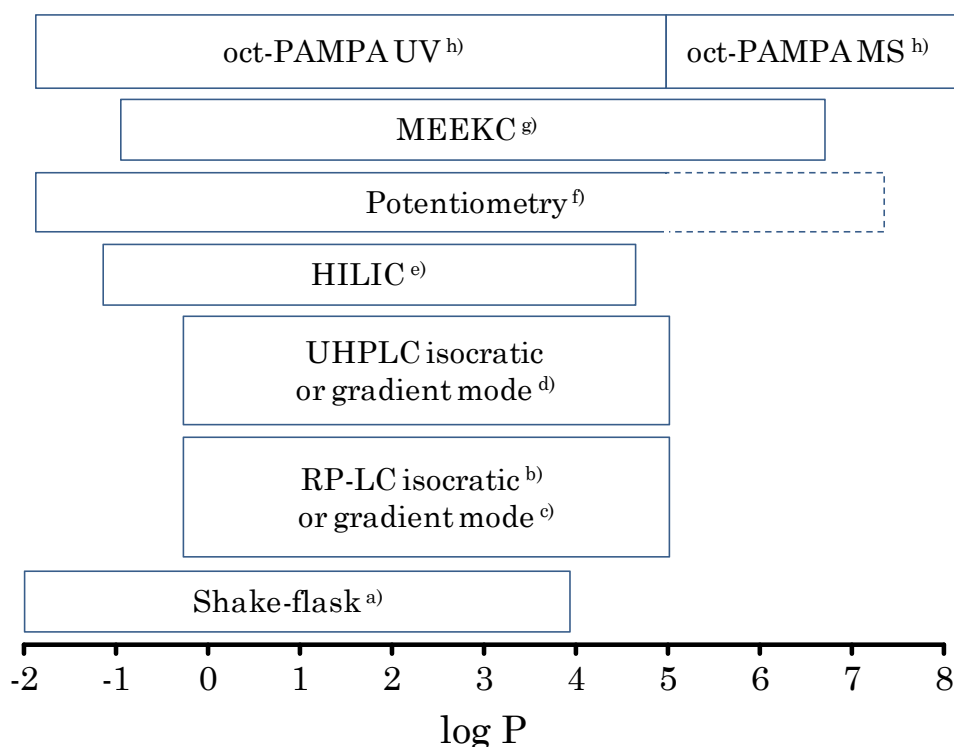 oct-PAMPA UV h) oct-PAMPA MS h)
MEEKC g)
Potentiometry f)
HILIC e)
UHPLC isocratic
or gradient mode d)
RP-LC isocratic b)
or gradient mode c)
Shake-flask a)
-2 -1 0 1 2 3 4 5 6 7 8
log P